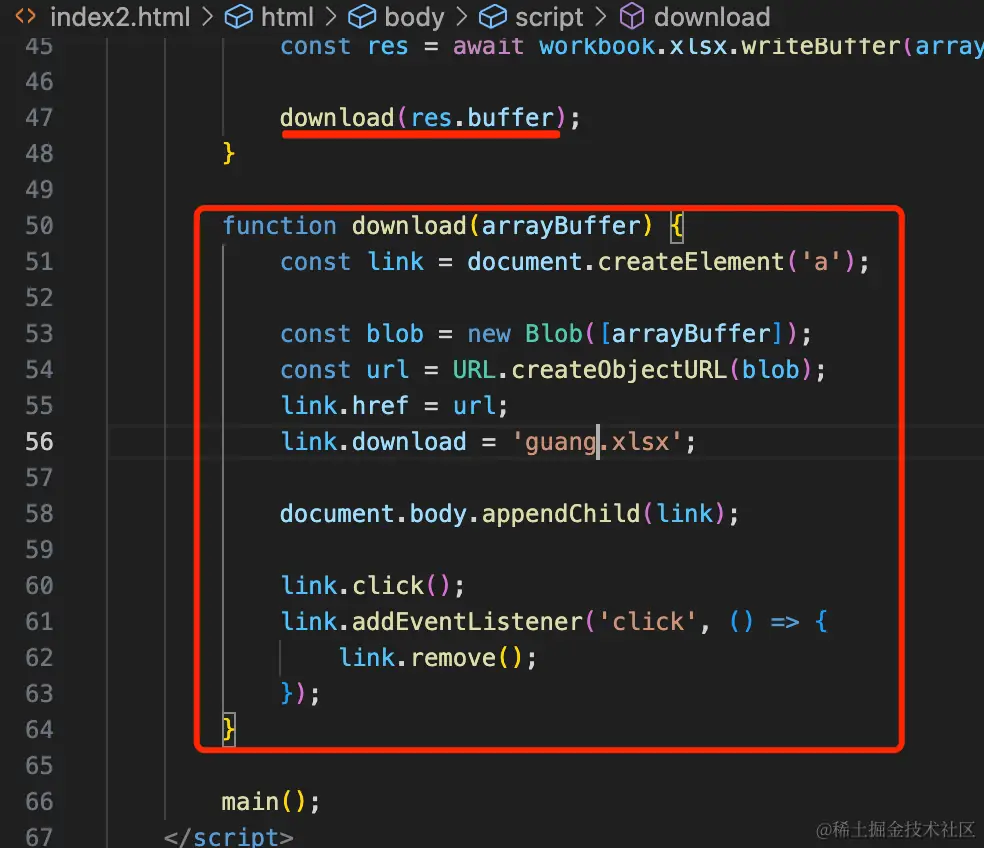 index2.html > html > body > script > download
45 const res = await workbook.xlsx.writeBuffer(array
46
47 download(res.buffer);
48 }
49
50 function download(arrayBuffer) {
51 const link = document.createElement('a');
52
53 const blob = new Blob([arrayBuffer]);
54 const url = URL.createObjectURL(blob);
55 link.href = url;
56 link.download = 'guang.xlsx';
57
58 document.body.appendChild(link);
59
60 link.click();
61 link.addEventListener('click', () => {
62 link.remove();
63 });
64 }
65
66 main();
67 </script>
@稀土掘金技术社区